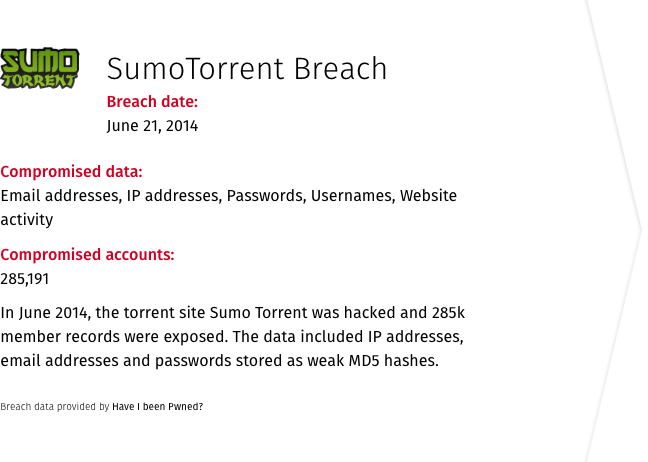 SUMO
TORRENT
SumoTorrent Breach
Breach date:
June 21, 2014
Compromised data:
Email addresses, IP addresses, Passwords, Usernames, Website
activity
Compromised accounts:
285,191
In June 2014, the torrent site Sumo Torrent was hacked and 285k
member records were exposed. The data included IP addresses,
email addresses and passwords stored as weak MD5 hashes.
Breach data provided by Have I been Pwned?